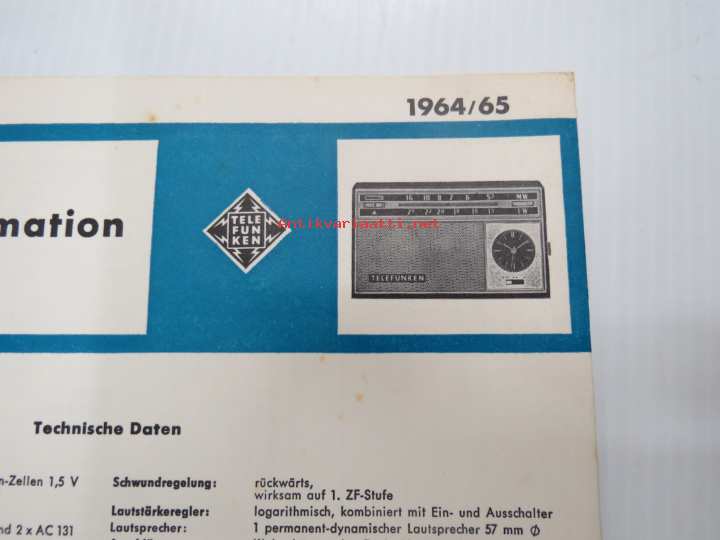 1964/65
mation
TELE
FUN
KEN
antikvariaatti.net
MW
LW
TELEFUNKEN
Technische Daten
n-Zellen 1,5 V
nd 2 x AC 131
Schwundregelung: rückwärts,
wirksam auf 1. ZF-Stufe
Lautstärkeregler: logarithmisch, kombiniert mit Ein- und Ausschalter
Lautsprecher: 1 permanent-dynamischer Lautsprecher 57 mm Ø